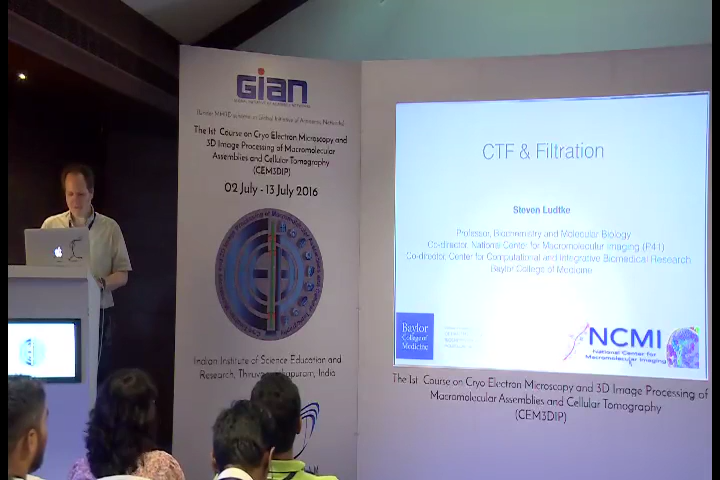 GIAN
The 1st Course on Cryo Electron Microscopy and
3D Image Processing of Macromolecular
Assemblies and Cellular Tomography
(CEM3DIP)
02 July - 13 July 2016
Indian Institute of Science Education and
Research, India
CTF & Filtration
Steven Ludtke
Professor, Biochemistry and Molecular Biology
Co-director, National Center for Macromolecular Imaging (P41)
Co-director, Center for Computational and Integrative Biomedical Research
Baylor College of Medicine
Baylor
College of
Medicine
NCMI
National Center for
Macromolecular Imaging
The 1st Course on Cryo Electron Microscopy and 3D Image Processing of
Macromolecular Assemblies and Cellular Tomography
(CEM3DIP)